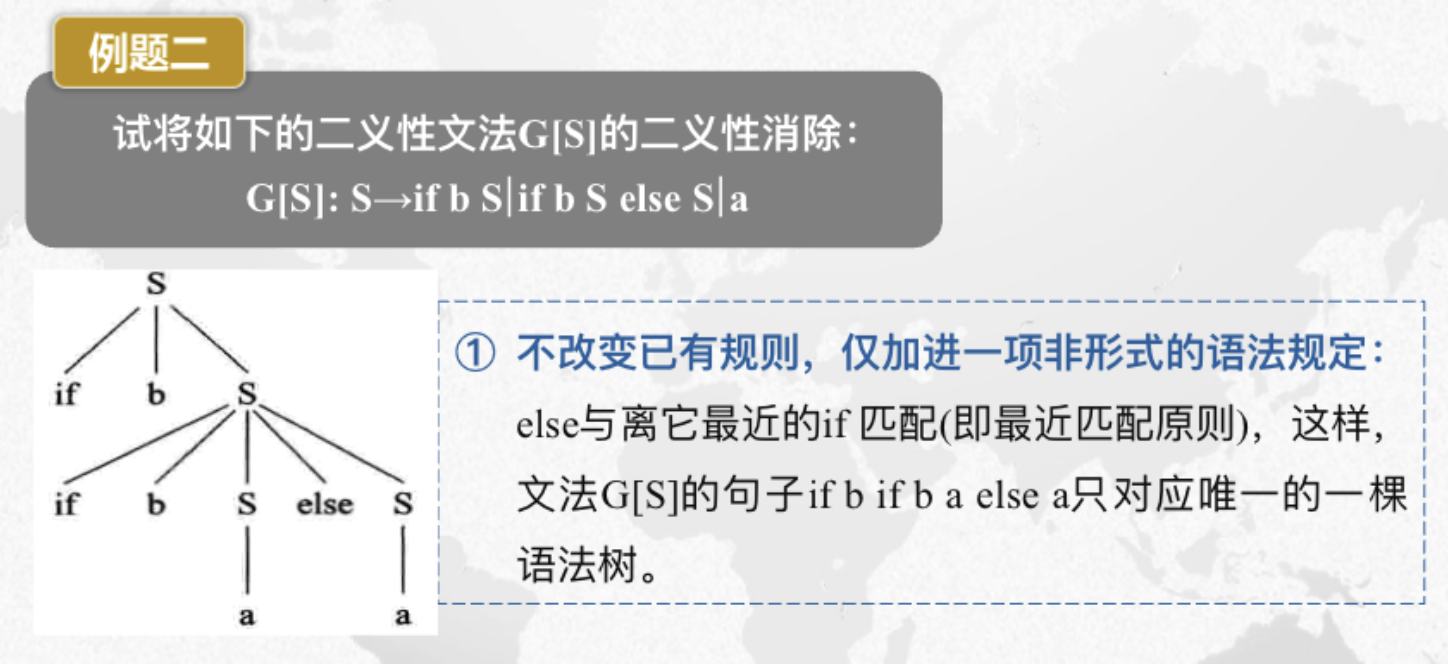 例题二
试将如下的二义性文法G[S]的二义性消除：
G[S]: S→if b S|if b S else S|a
S
if b S
if b S else S
a a
① 不改变已有规则，仅加进一项非形式的语法规定：
else与离它最近的if 匹配(即最近匹配原则)，这样，
文法G[S]的句子if b if b a else a只对应唯一的一棵
语法树。